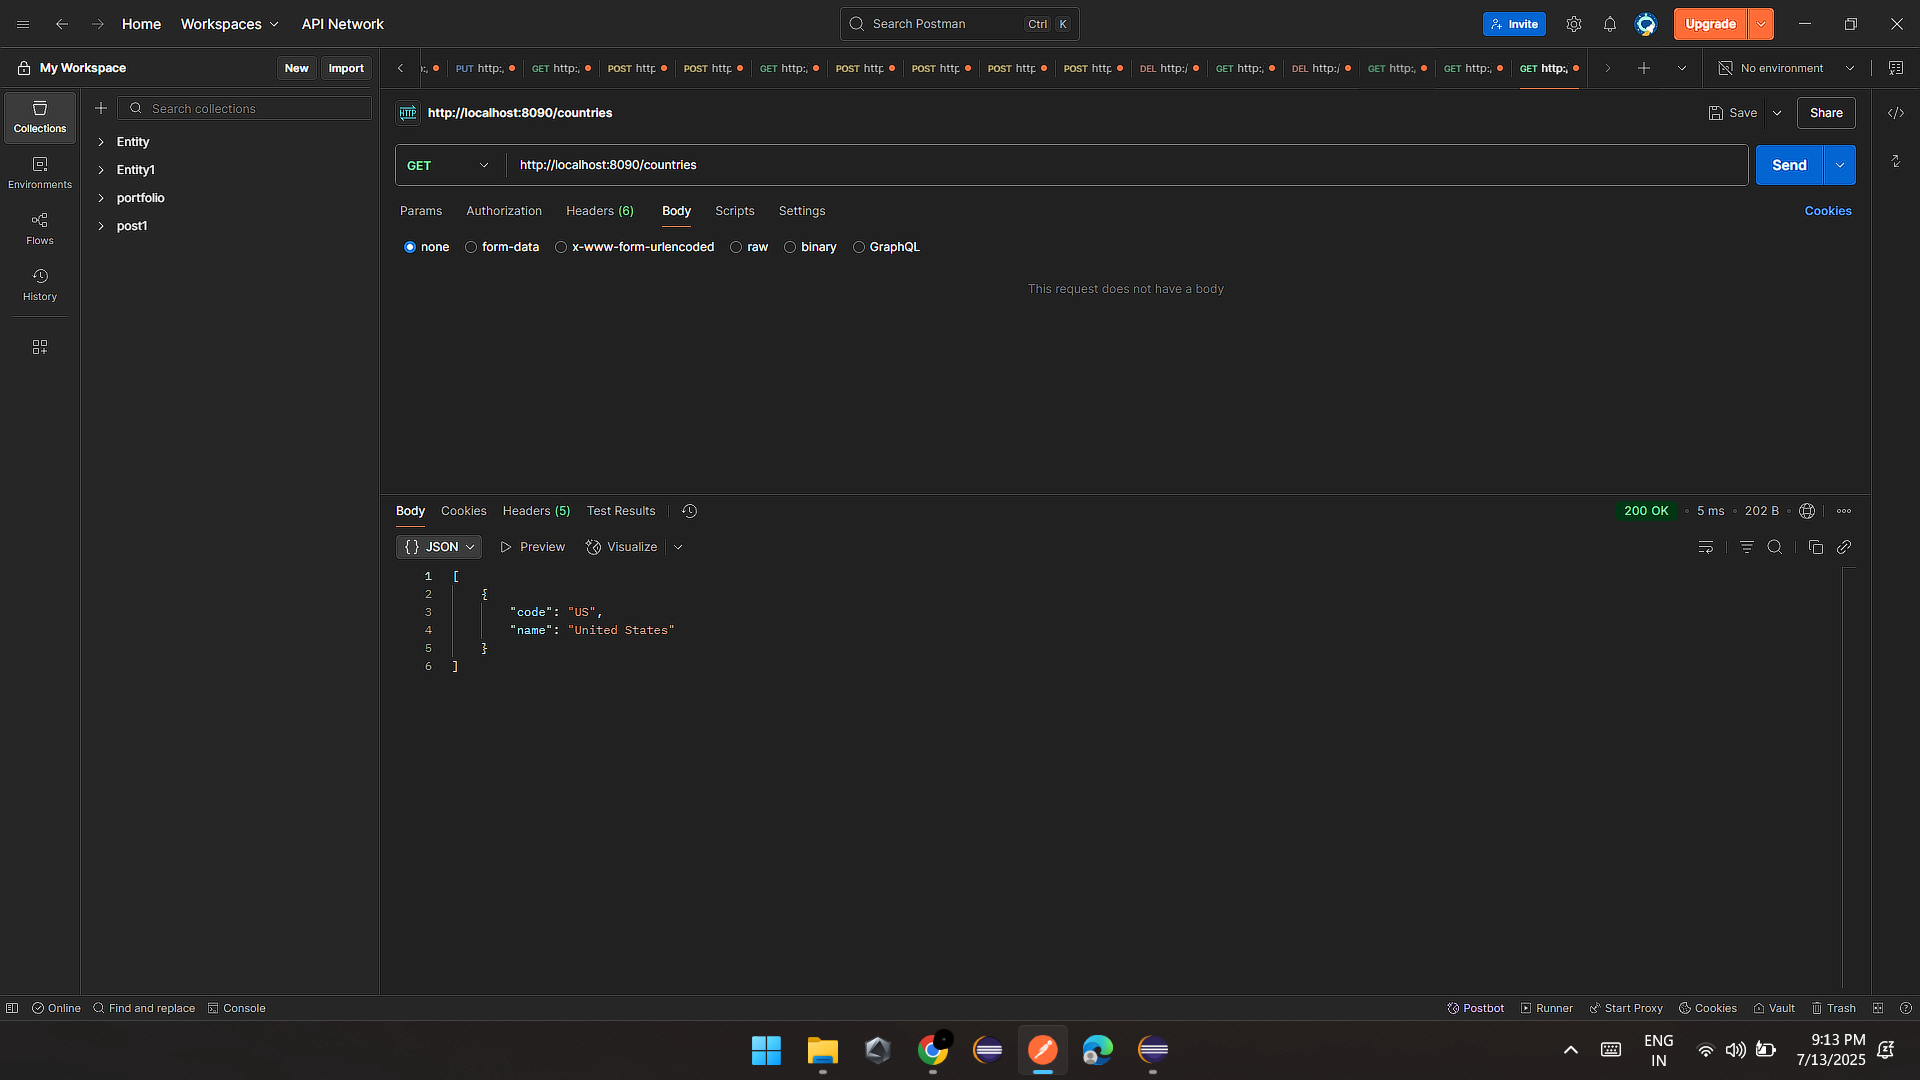 Home Workspaces API Network
Search Postman Ctrl K
Invite
Upgrade
My Workspace
New Import
PUT http:, GET http:, POST http POST http GET http:, POST http POST http POST http POST http DEL http:/ GET http:, DEL http:/ GET http:, GET http:, GET http:,
No environment
Collections
Environments
Flows
History
Search collections
Entity
Entity1
portfolio
post1
HTTP http://localhost:8090/countries
Save Share
GET http://localhost:8090/countries
Send
Params Authorization Headers (6) Body Scripts Settings
Cookies
none form-data x-www-form-urlencoded raw binary GraphQL
This request does not have a body
Body Cookies Headers (5) Test Results
200 OK • 5 ms • 202 B
{} JSON Preview Visualize
1 [
2 {
3 "code": "US",
4 "name": "United States"
5 }
6 ]
Online Find and replace Console
Postbot Runner Start Proxy Cookies Vault Trash
ENG
IN
9:13 PM
7/13/2025